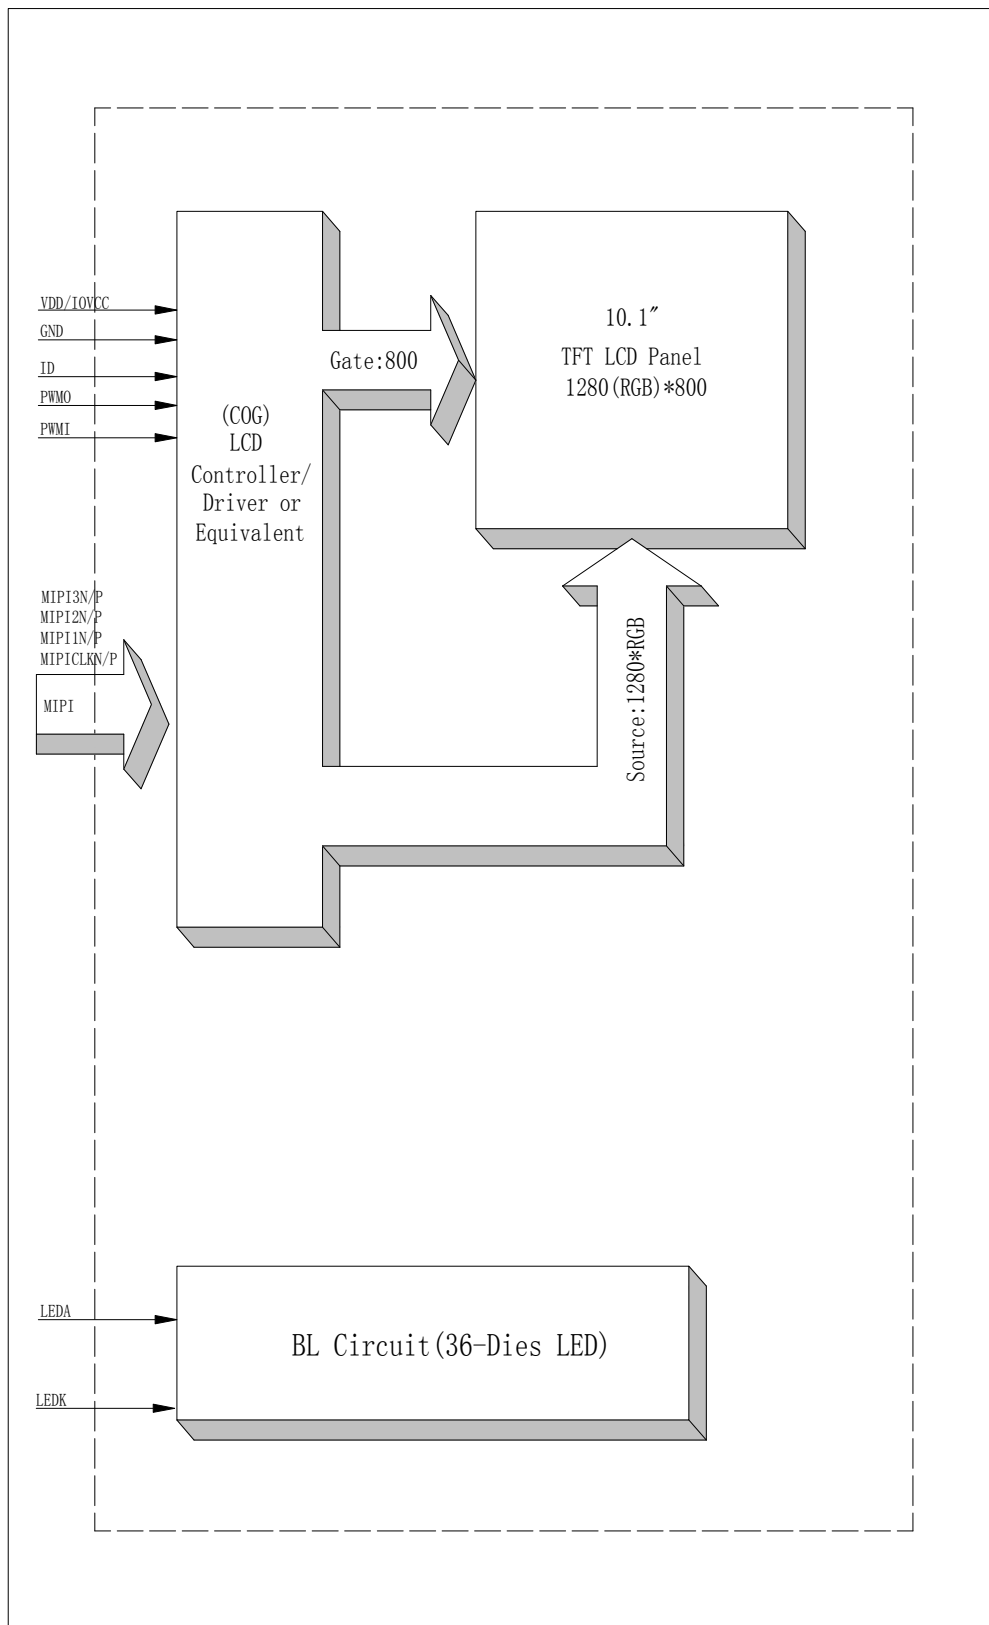 VDD/IOVCC
GND
ID
PWMO
PWMI
(COG)
LCD
Controller/
Driver or
Equivalent
Gate:800
10.1"
TFT LCD Panel
1280(RGB)*800
MIPI3N/P
MIPI2N/P
MIPI1N/P
MIPICLKN/P
MIPI
Source:1280*RGB
LEDA
LEDK
BL Circuit(36-Dies LED)